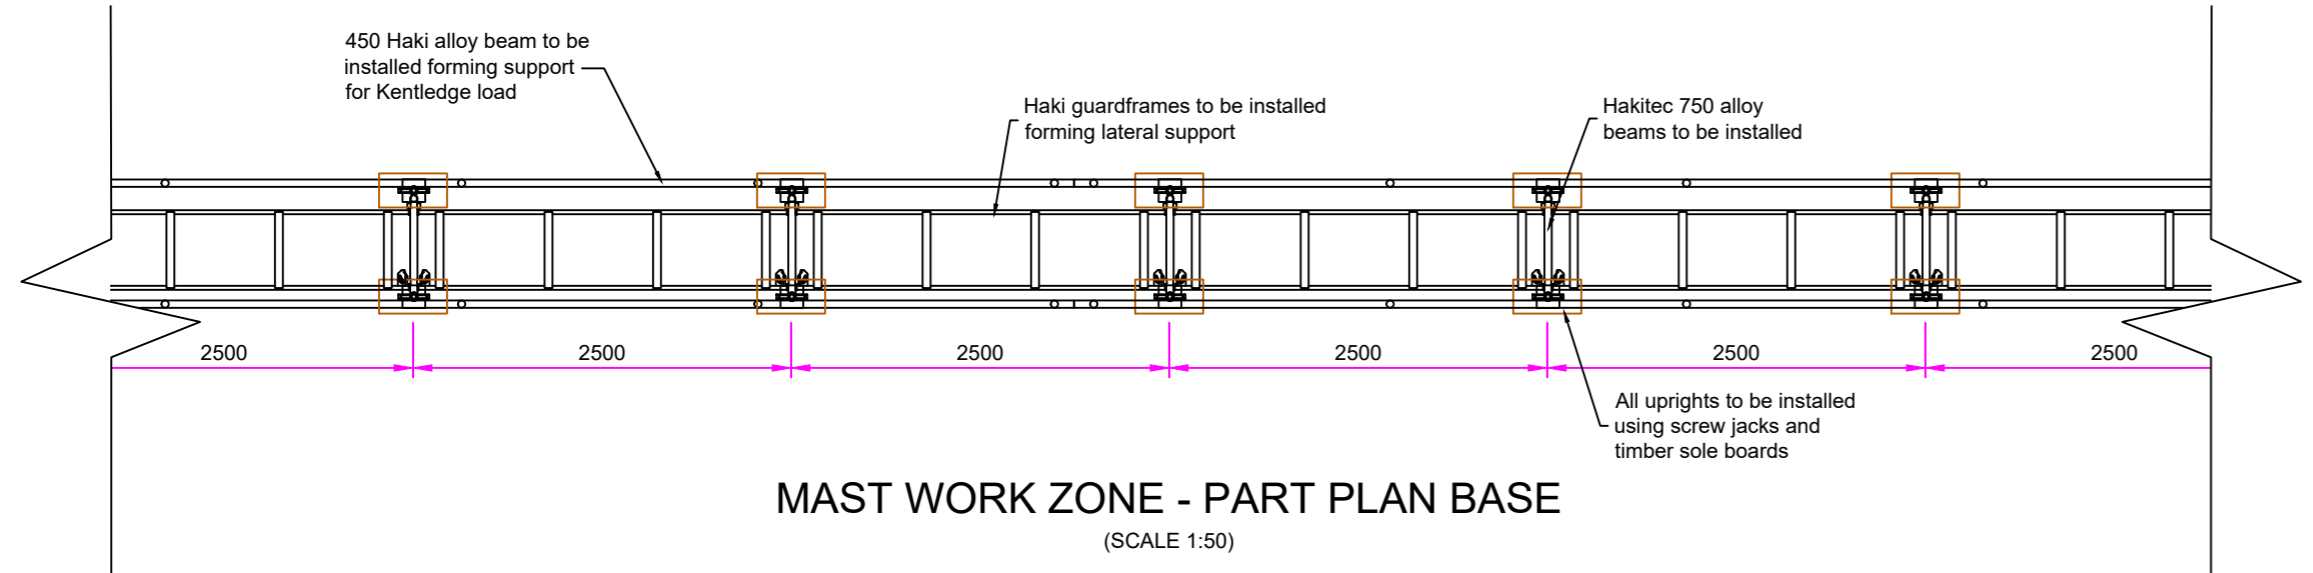 450 Haki alloy beam to be
installed forming support
for Kentledge load
Haki guardframes to be installed
forming lateral support
Hakitec 750 alloy
beams to be installed
2500
2500
2500
2500
2500
2500
All uprights to be installed
using screw jacks and
timber sole boards
MAST WORK ZONE - PART PLAN BASE
(SCALE 1:50)